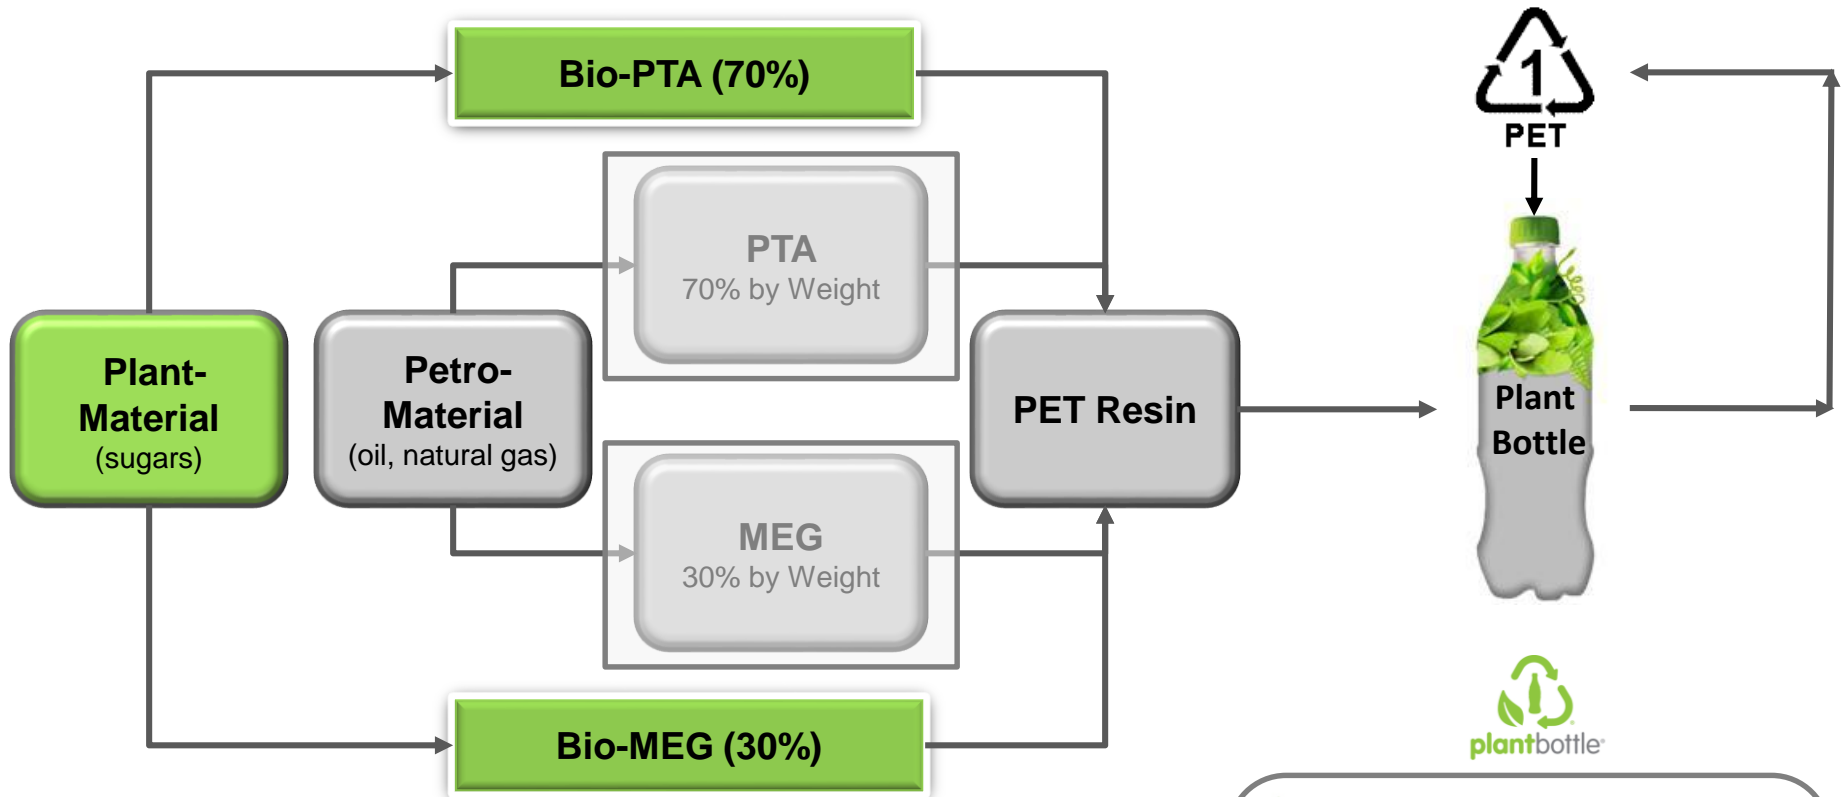 Bio-PTA (70%)
1
PET
PTA
70% by Weight
Plant-
Material
(sugars)
Petro-
Material
(oil, natural gas)
PET Resin
Plant
Bottle
MEG
30% by Weight
Bio-MEG (30%)
plantbottle